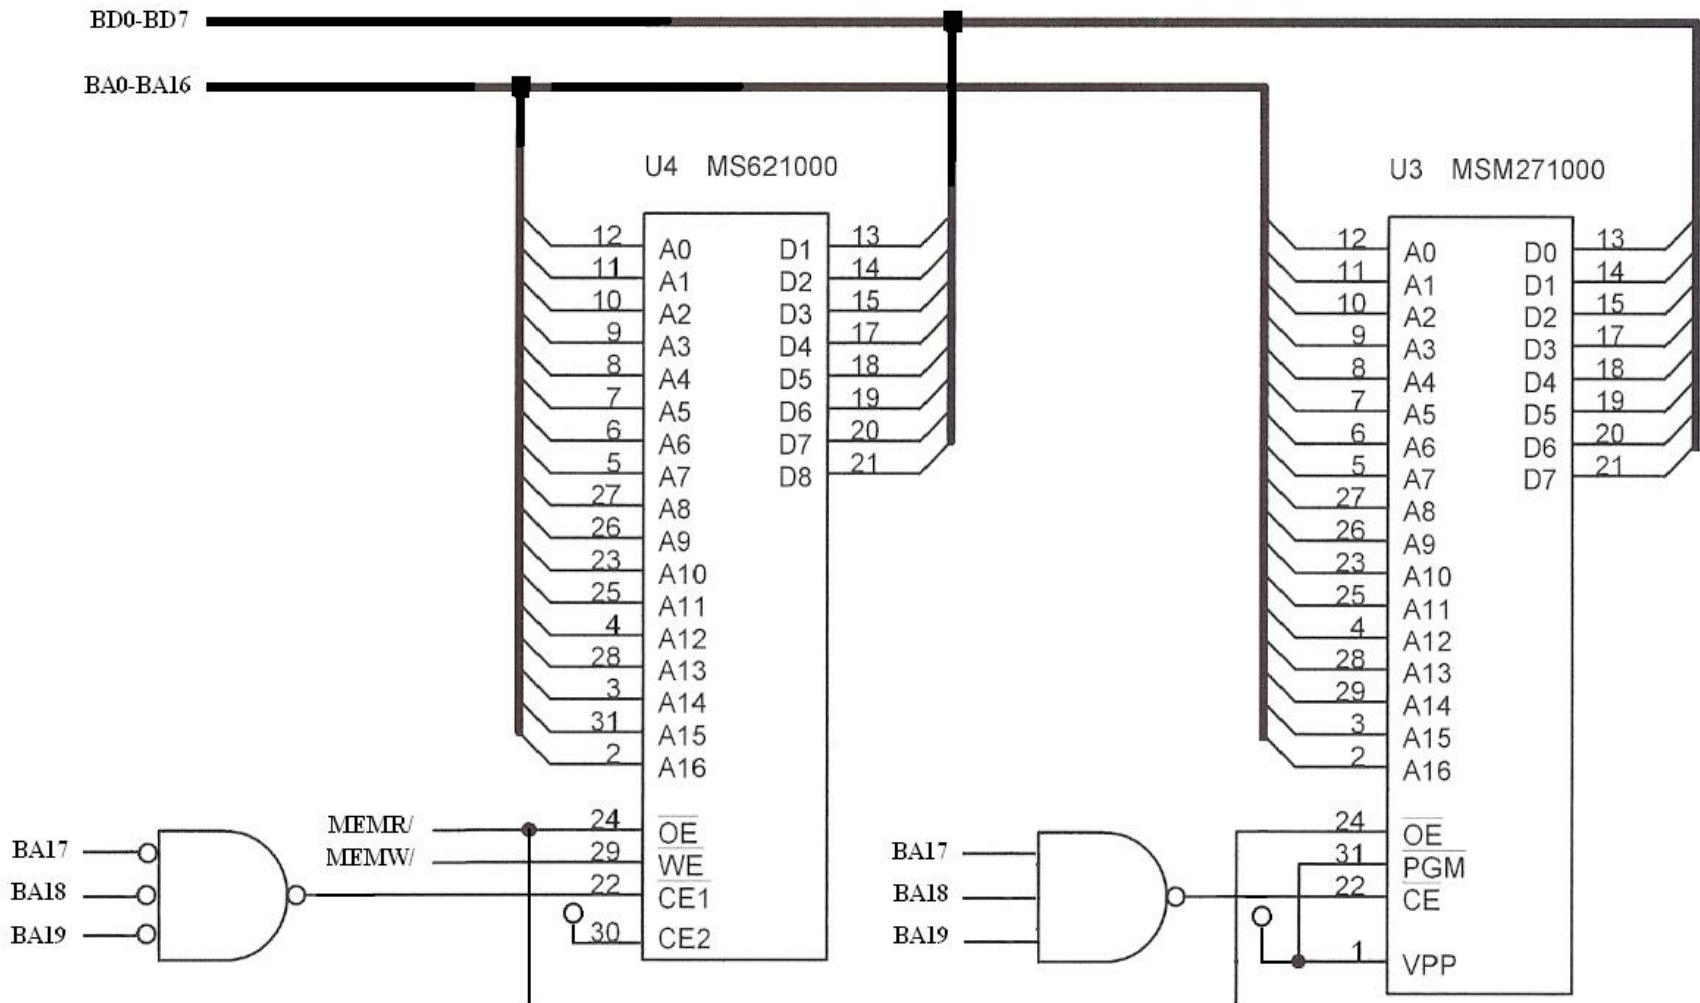 BD0-BD7
BA0-BA16
U4 MS621000
U3 MSM271000
12 A0 D1 13
11 A1 D2 14
10 A2 D3 15
9 A3 D4 17
8 A4 D5 18
7 A5 D6 19
6 A6 D7 20
5 A7 D8 21
27 A8
26 A9
23 A10
25 A11
4 A12
28 A13
3 A14
31 A15
2 A16
MEMR/ 24 OE
MEMW/ 29 WE
22 CE1
30 CE2
BA17
BA18
BA19
12 A0 D0 13
11 A1 D1 14
10 A2 D2 15
9 A3 D3 17
8 A4 D4 18
7 A5 D5 19
6 A6 D6 20
5 A7 D7 21
27 A8
26 A9
23 A10
25 A11
4 A12
28 A13
29 A14
3 A15
2 A16
24 OE
31 PGM
22 CE
1 VPP
BA17
BA18
BA19